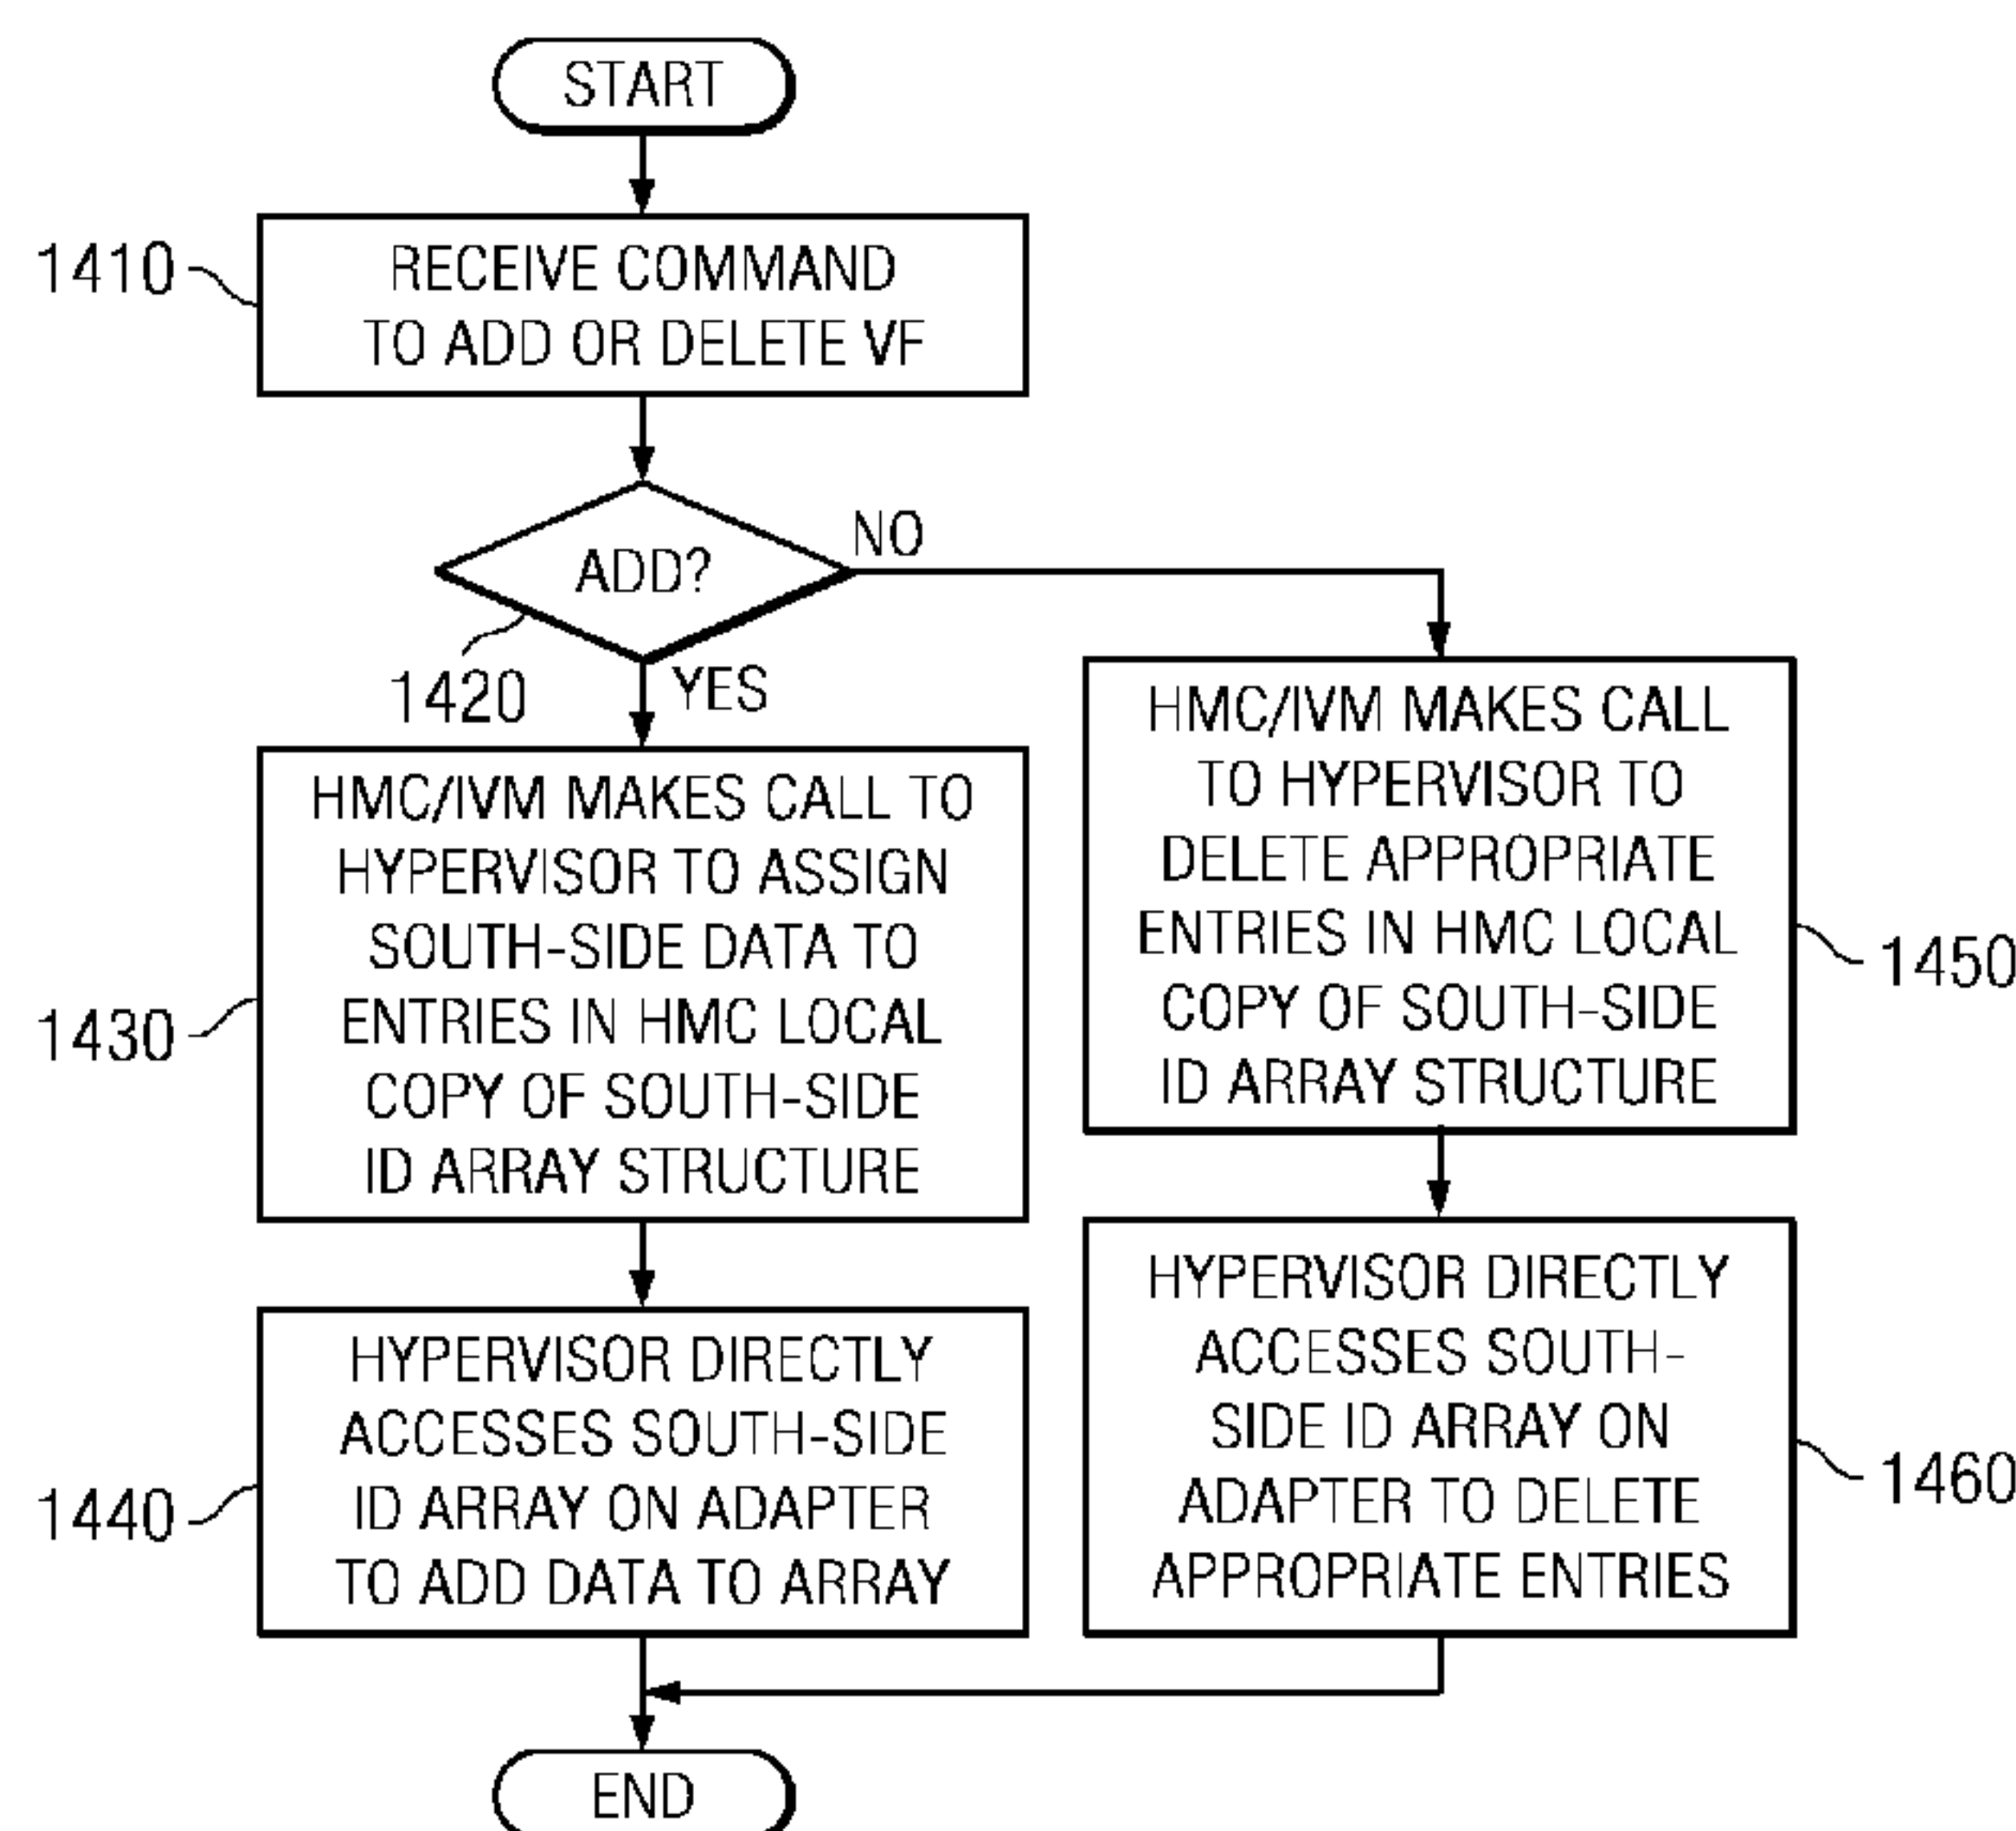 START
1410
RECEIVE COMMAND
TO ADD OR DELETE VF
ADD?
NO
1420
YES
HMC/IVM MAKES CALL TO
HYPERVISOR TO ASSIGN
SOUTH-SIDE DATA TO
ENTRIES IN HMC LOCAL
COPY OF SOUTH-SIDE
ID ARRAY STRUCTURE
1430
HYPERVISOR DIRECTLY
ACCESSES SOUTH-SIDE
ID ARRAY ON ADAPTER
TO ADD DATA TO ARRAY
1440
HMC/IVM MAKES CALL
TO HYPERVISOR TO
DELETE APPROPRIATE
ENTRIES IN HMC LOCAL
COPY OF SOUTH-SIDE
ID ARRAY STRUCTURE
1450
HYPERVISOR DIRECTLY
ACCESSES SOUTH-
SIDE ID ARRAY ON
ADAPTER TO DELETE
APPROPRIATE ENTRIES
1460
END